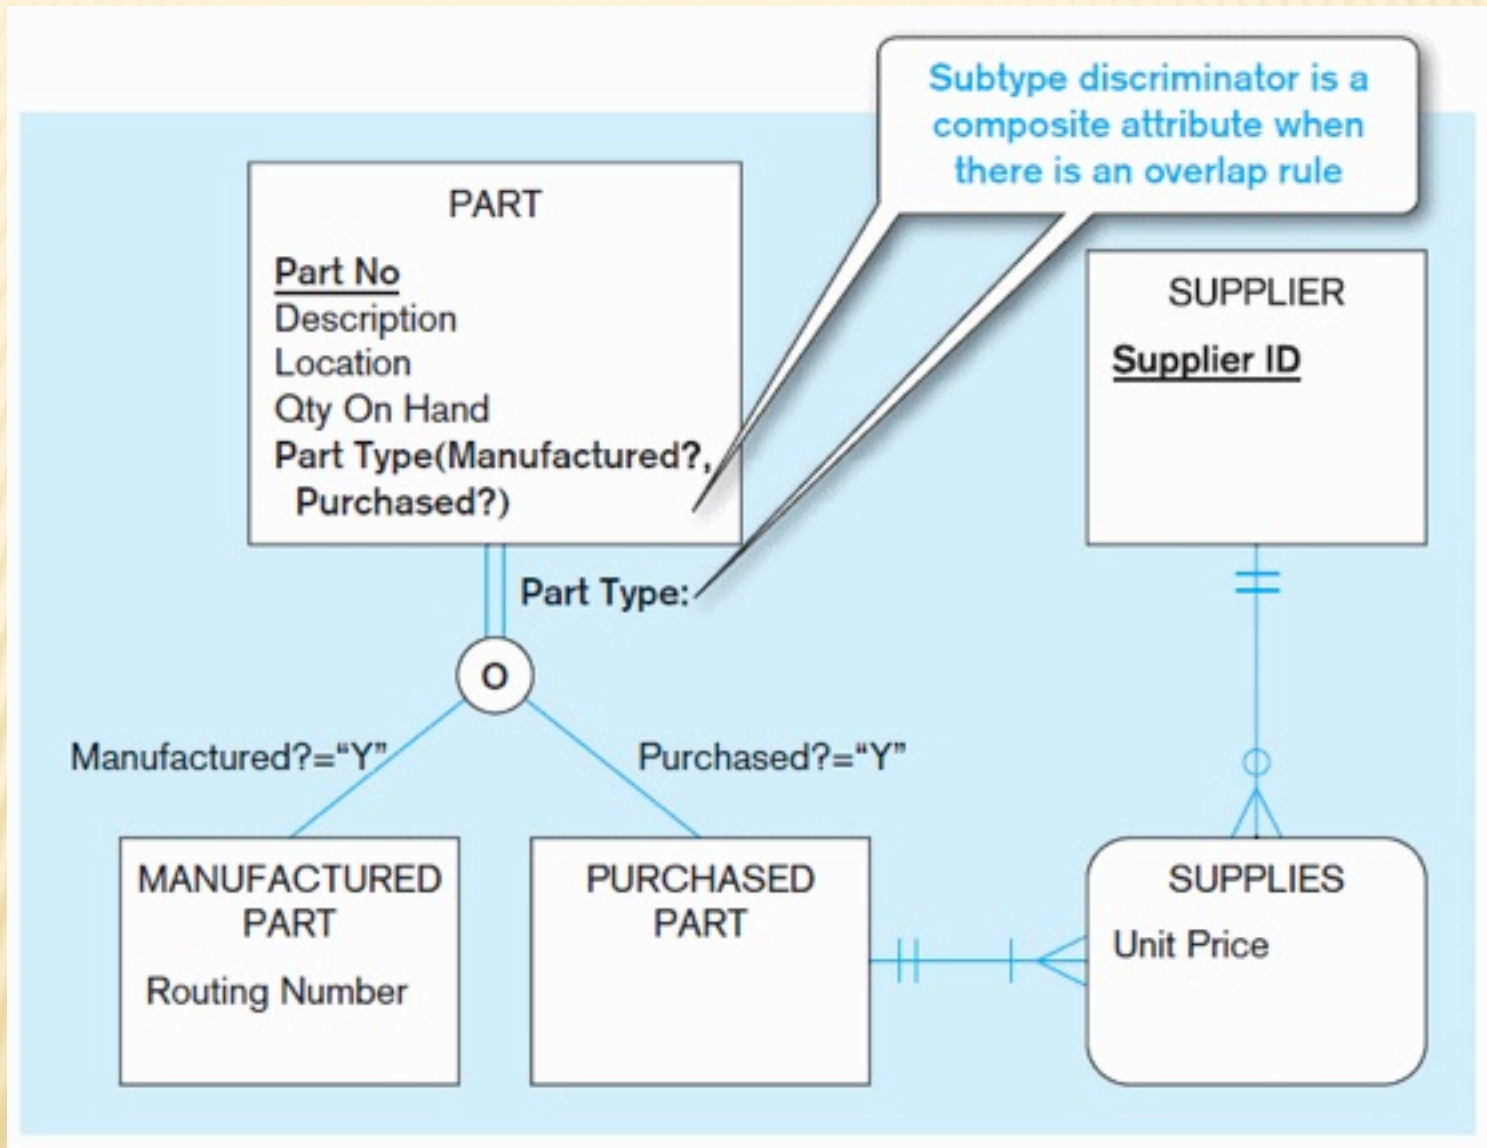 Subtype discriminator is a
composite attribute when
there is an overlap rule
PART
Part No
Description
Location
Qty On Hand
Part Type(Manufactured?,
Purchased?)
SUPPLIER
Supplier ID
Part Type:
O
Manufactured?=“Y”
Purchased?=“Y”
MANUFACTURED
PART
Routing Number
PURCHASED
PART
SUPPLIES
Unit Price